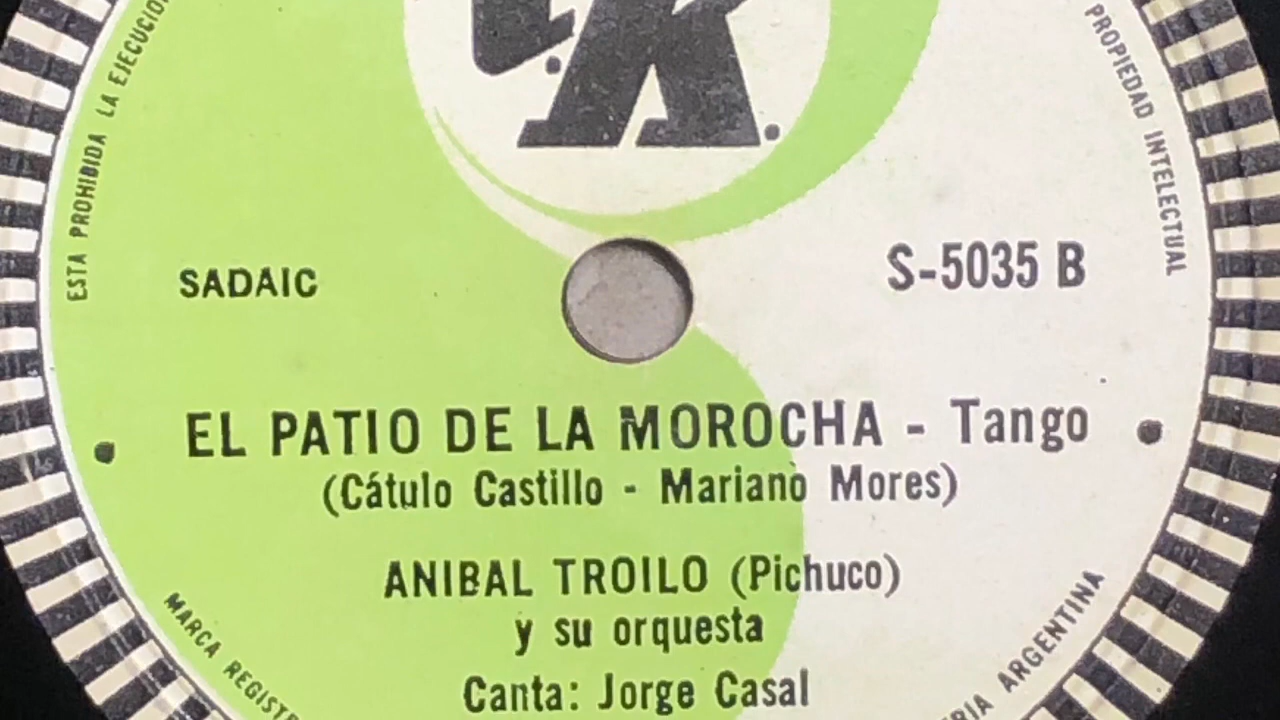 T.K.
ESTA PROHIBIDA LA EJECUCION
PROPIEDAD INTELECTUAL
SADAIC
S-5035 B
EL PATIO DE LA MOROCHA - Tango
(Cátulo Castillo - Mariano Mores)
ANIBAL TROILO (Pichuco)
y su orquesta
Canta: Jorge Casal
MARCA
ARGENTINA